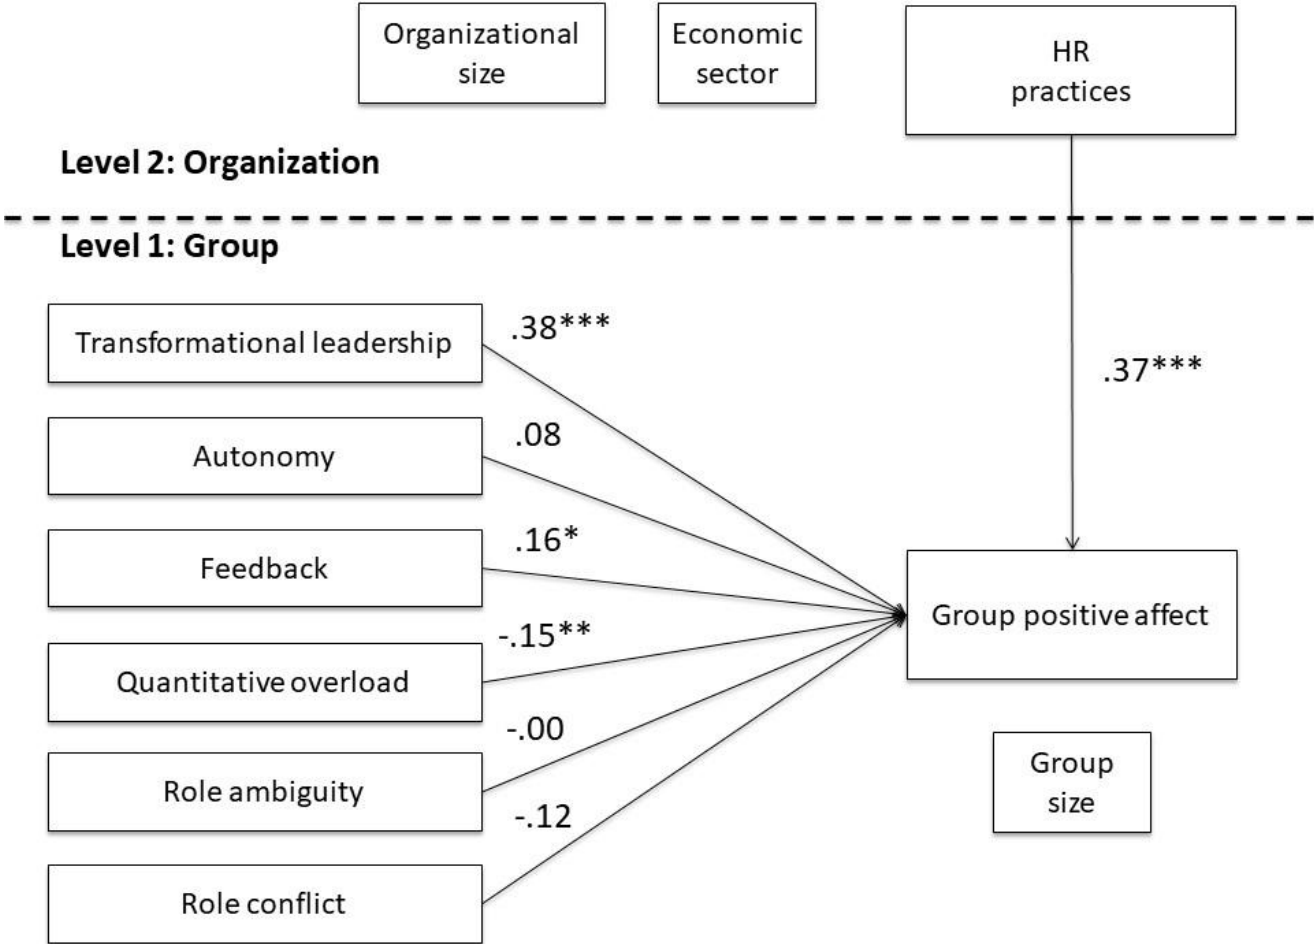 Organizational
size
Economic
sector
HR
practices
Level 2: Organization
Level 1: Group
Transformational leadership
.38***
Autonomy
.08
Feedback
.16*
Quantitative overload
-.15**
Role ambiguity
-.00
Role conflict
-.12
.37***
Group positive affect
Group
size